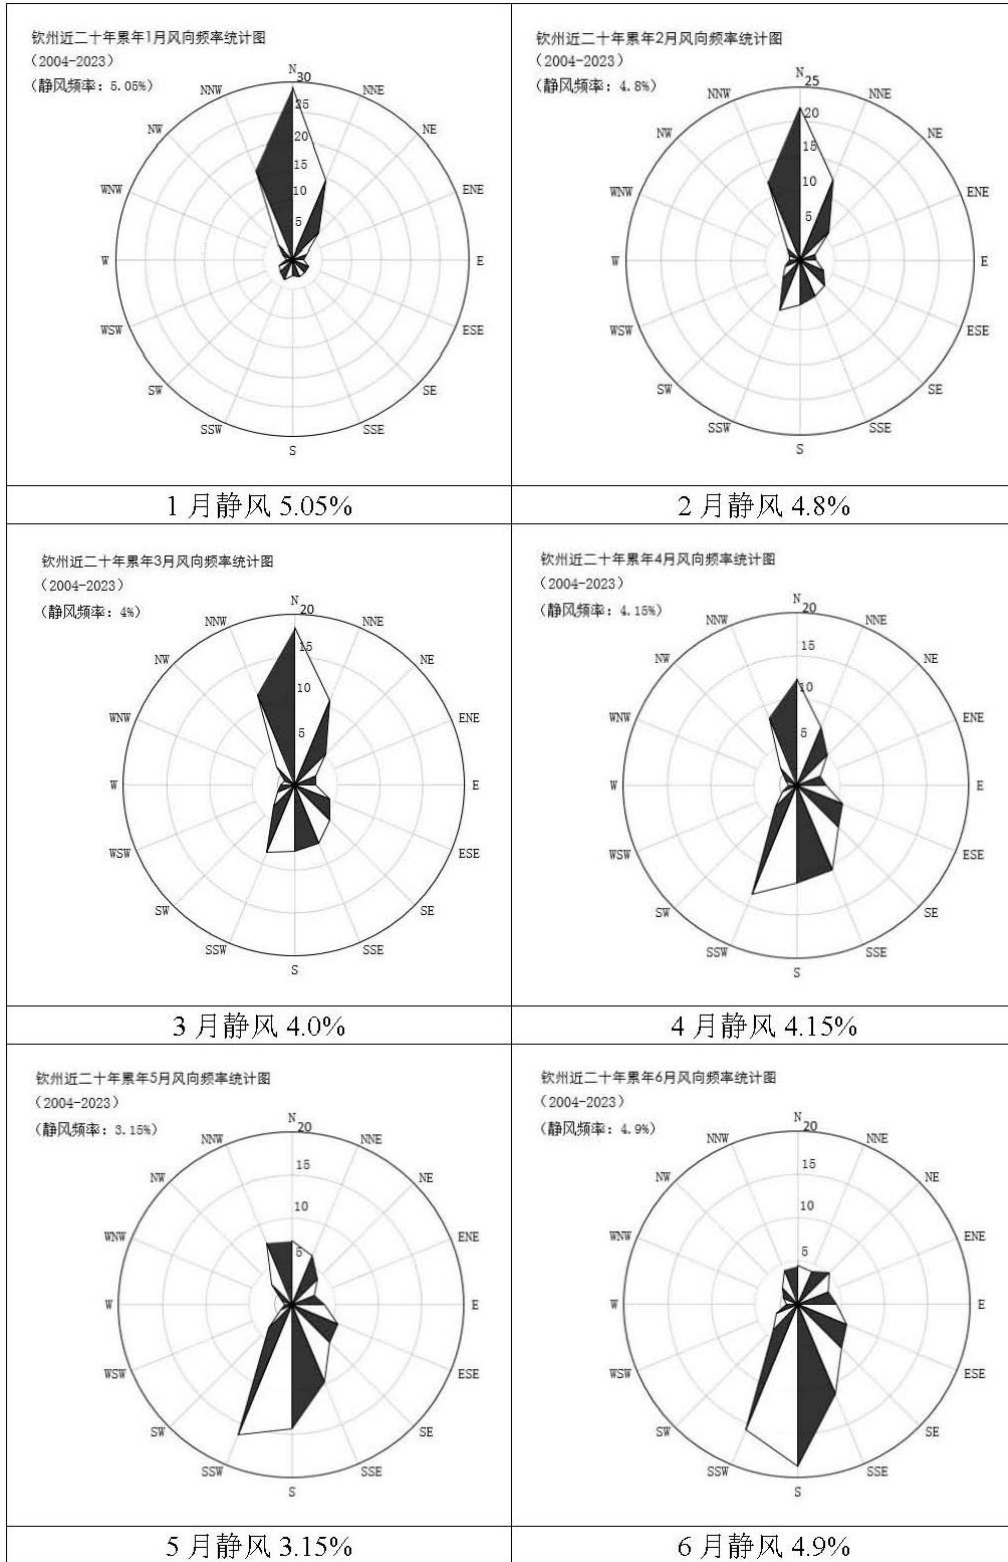 钦州近二十年累年1月风向频率统计图
（2004-2023）
（静风频率：5.05%）
N
NNE
NE
ENE
E
ESE
SE
SSE
S
SSW
SW
WSW
W
WNW
NW
NNW
30
25
20
15
10
5
钦州近二十年累年2月风向频率统计图
（2004-2023）
（静风频率：4.8%）
N
NNE
NE
ENE
E
ESE
SE
SSE
S
SSW
SW
WSW
W
WNW
NW
NNW
25
20
15
10
5
1月静风 5.05%
2月静风 4.8%
钦州近二十年累年3月风向频率统计图
（2004-2023）
（静风频率：4%）
N
NNE
NE
ENE
E
ESE
SE
SSE
S
SSW
SW
WSW
W
WNW
NW
NNW
20
15
10
5
钦州近二十年累年4月风向频率统计图
（2004-2023）
（静风频率：4.15%）
N
NNE
NE
ENE
E
ESE
SE
SSE
S
SSW
SW
WSW
W
WNW
NW
NNW
20
15
10
5
3月静风 4.0%
4月静风 4.15%
钦州近二十年累年5月风向频率统计图
（2004-2023）
（静风频率：3.15%）
N
NNE
NE
ENE
E
ESE
SE
SSE
S
SSW
SW
WSW
W
WNW
NW
NNW
20
15
10
5
钦州近二十年累年6月风向频率统计图
（2004-2023）
（静风频率：4.9%）
N
NNE
NE
ENE
E
ESE
SE
SSE
S
SSW
SW
WSW
W
WNW
NW
NNW
20
15
10
5
5月静风 3.15%
6月静风 4.9%